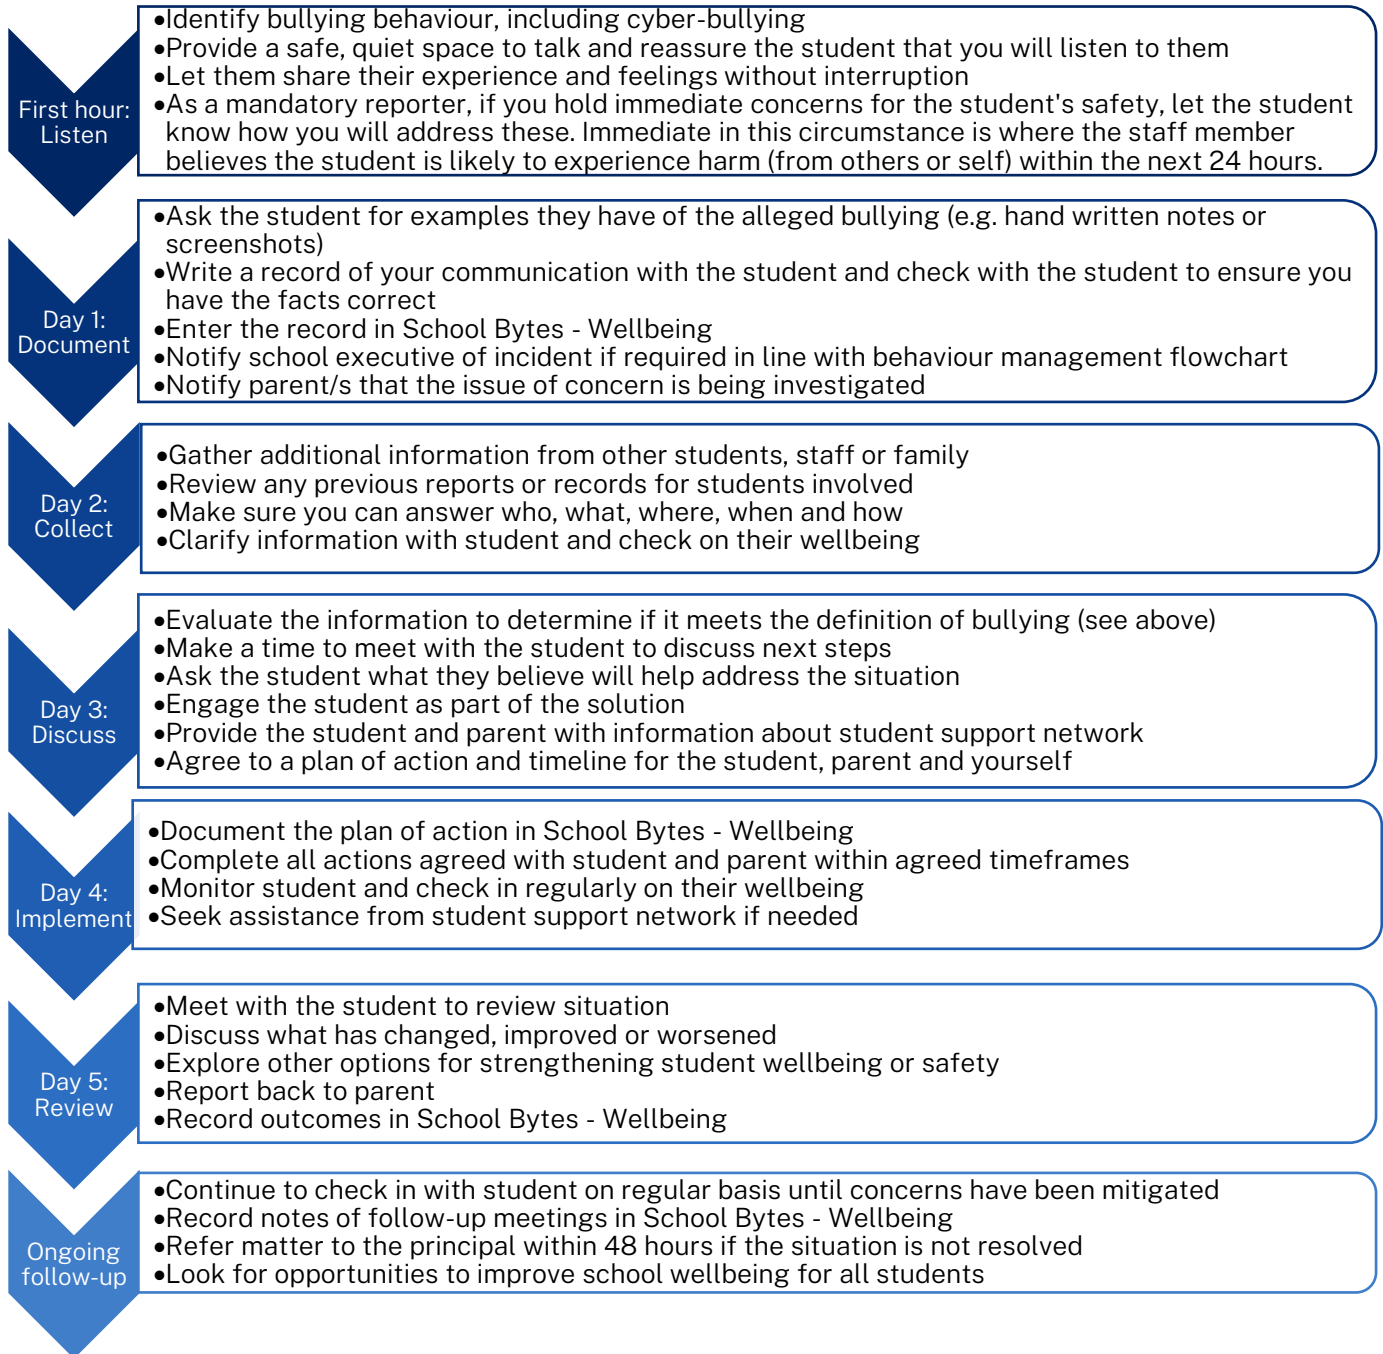 First hour:
Listen
•Identify bullying behaviour, including cyber-bullying
•Provide a safe, quiet space to talk and reassure the student that you will listen to them
•Let them share their experience and feelings without interruption
•As a mandatory reporter, if you hold immediate concerns for the student's safety, let the student
know how you will address these. Immediate in this circumstance is where the staff member
believes the student is likely to experience harm (from others or self) within the next 24 hours.
Day 1:
Document
•Ask the student for examples they have of the alleged bullying (e.g. hand written notes or
screenshots)
•Write a record of your communication with the student and check with the student to ensure you
have the facts correct
•Enter the record in School Bytes - Wellbeing
•Notify school executive of incident if required in line with behaviour management flowchart
•Notify parent/s that the issue of concern is being investigated
Day 2:
Collect
•Gather additional information from other students, staff or family
•Review any previous reports or records for students involved
•Make sure you can answer who, what, where, when and how
•Clarify information with student and check on their wellbeing
Day 3:
Discuss
•Evaluate the information to determine if it meets the definition of bullying (see above)
•Make a time to meet with the student to discuss next steps
•Ask the student what they believe will help address the situation
•Engage the student as part of the solution
•Provide the student and parent with information about student support network
•Agree to a plan of action and timeline for the student, parent and yourself
Day 4:
Implement
•Document the plan of action in School Bytes - Wellbeing
•Complete all actions agreed with student and parent within agreed timeframes
•Monitor student and check in regularly on their wellbeing
•Seek assistance from student support network if needed
Day 5:
Review
•Meet with the student to review situation
•Discuss what has changed, improved or worsened
•Explore other options for strengthening student wellbeing or safety
•Report back to parent
•Record outcomes in School Bytes - Wellbeing
Ongoing
follow-up
•Continue to check in with student on regular basis until concerns have been mitigated
•Record notes of follow-up meetings in School Bytes - Wellbeing
•Refer matter to the principal within 48 hours if the situation is not resolved
•Look for opportunities to improve school wellbeing for all students